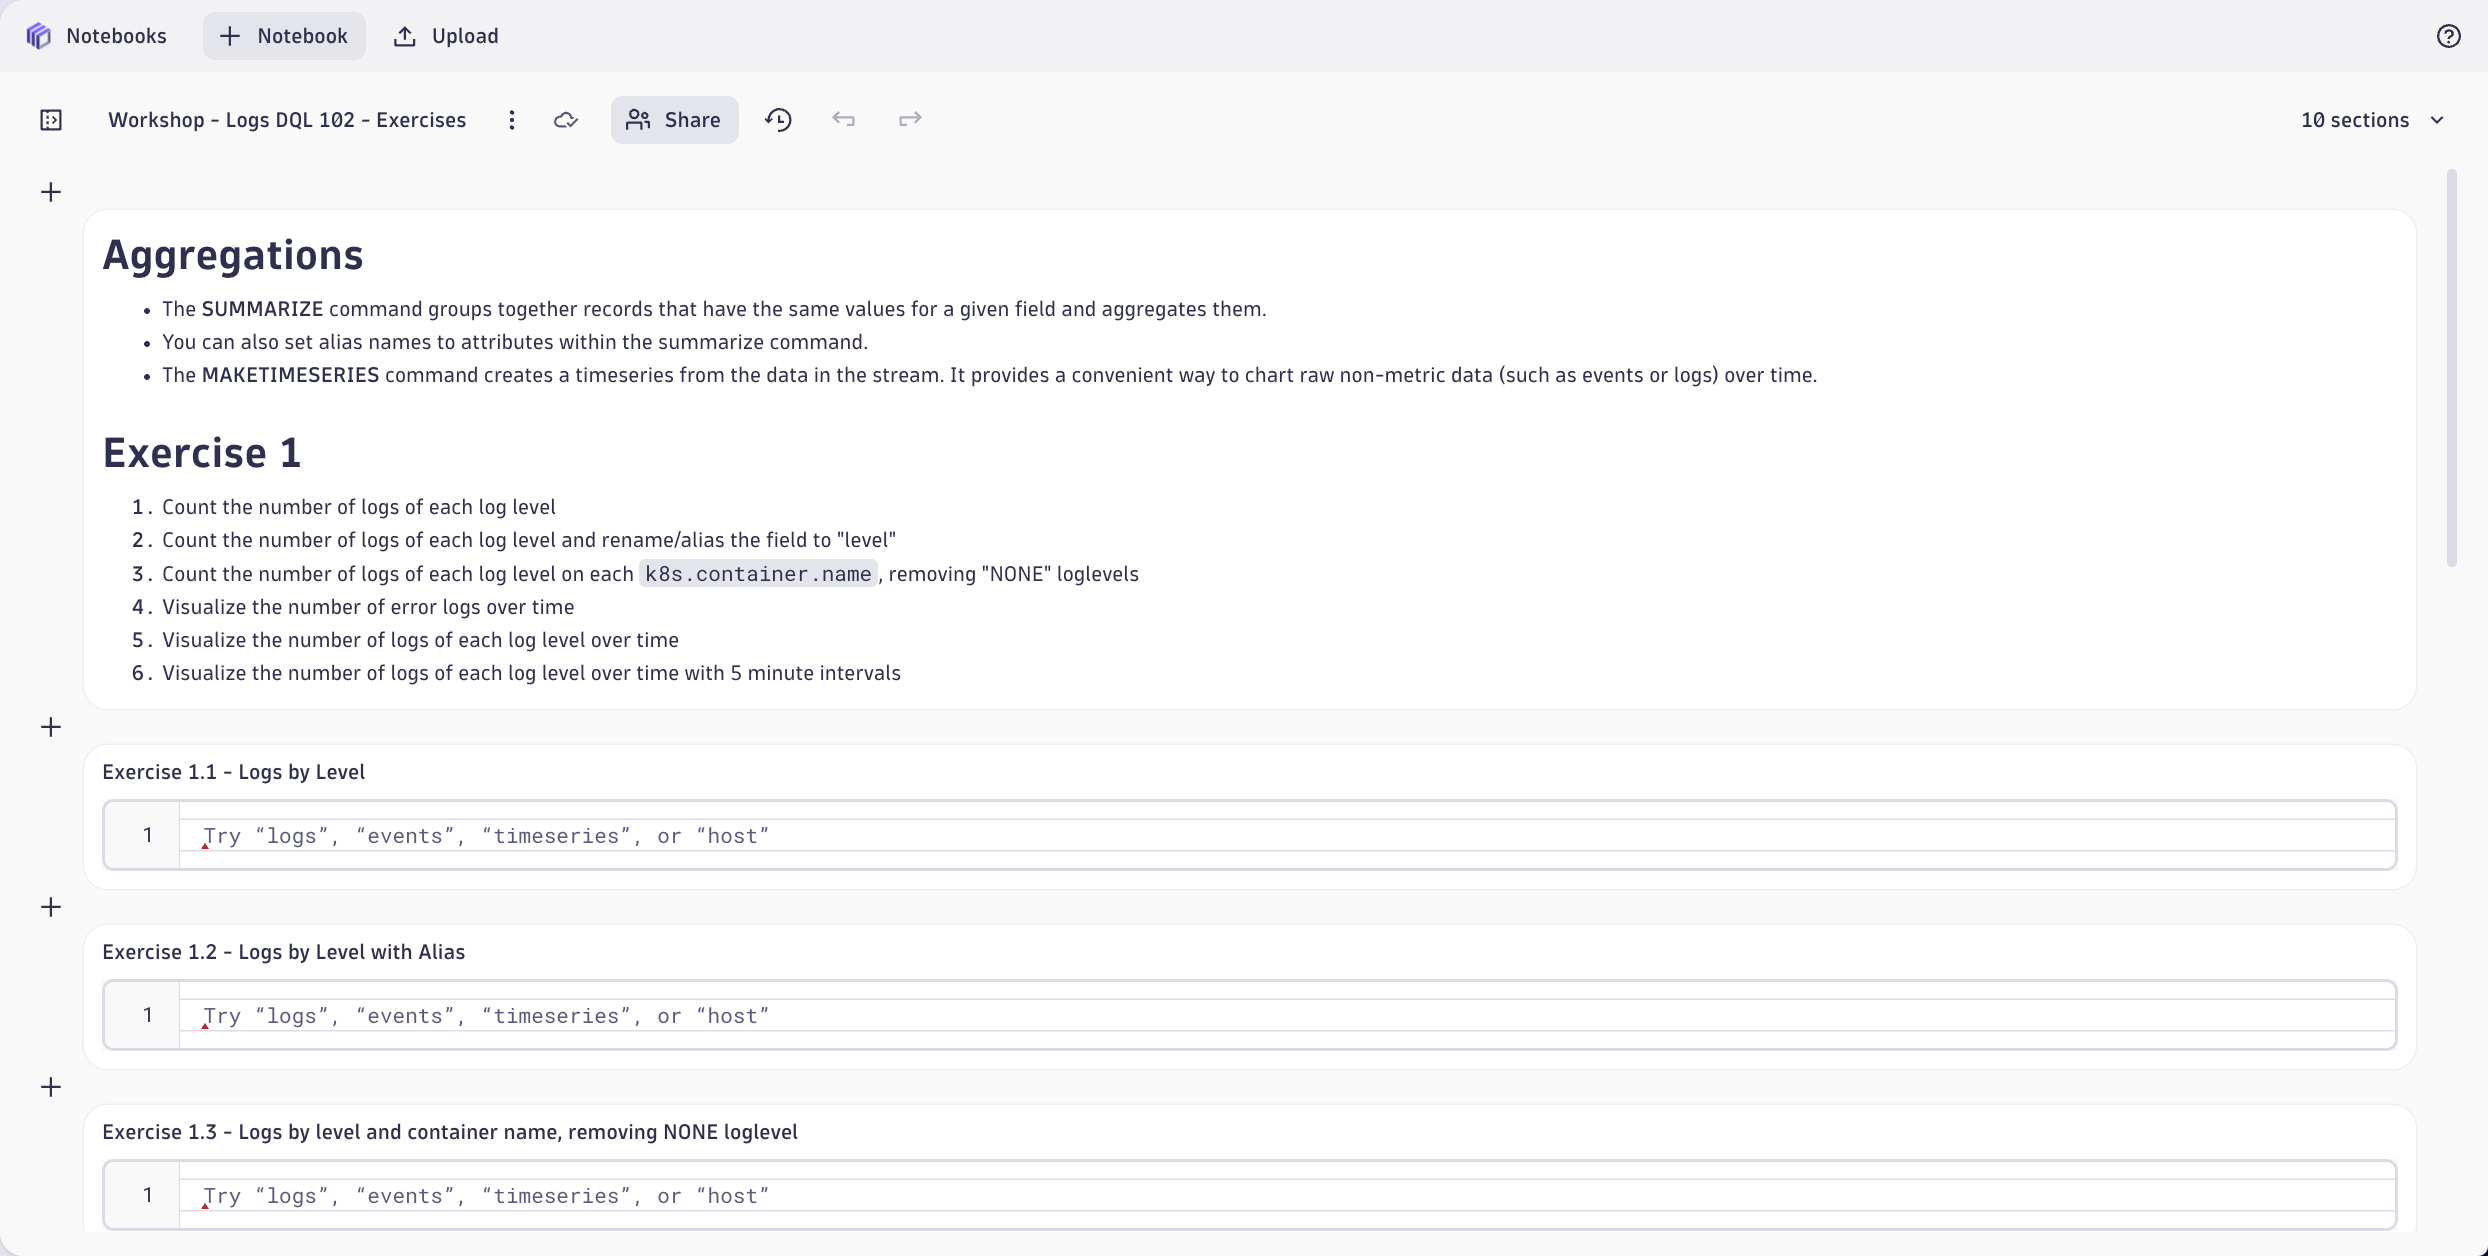 Notebooks
Notebook
Upload
Workshop - Logs DQL 102 - Exercises
Share
10 sections
Aggregations
• The SUMMARIZE command groups together records that have the same values for a given field and aggregates them.
• You can also set alias names to attributes within the summarize command.
• The MAKETIMESERIES command creates a timeseries from the data in the stream. It provides a convenient way to chart raw non-metric data (such as events or logs) over time.
Exercise 1
1. Count the number of logs of each log level
2. Count the number of logs of each log level and rename/alias the field to "level"
3. Count the number of logs of each log level on each k8s.container.name, removing "NONE" loglevels
4. Visualize the number of error logs over time
5. Visualize the number of logs of each log level over time
6. Visualize the number of logs of each log level over time with 5 minute intervals
Exercise 1.1 - Logs by Level
1 Try “logs”, “events”, “timeseries”, or “host”
Exercise 1.2 - Logs by Level with Alias
1 Try “logs”, “events”, “timeseries”, or “host”
Exercise 1.3 - Logs by level and container name, removing NONE loglevel
1 Try “logs”, “events”, “timeseries”, or “host”